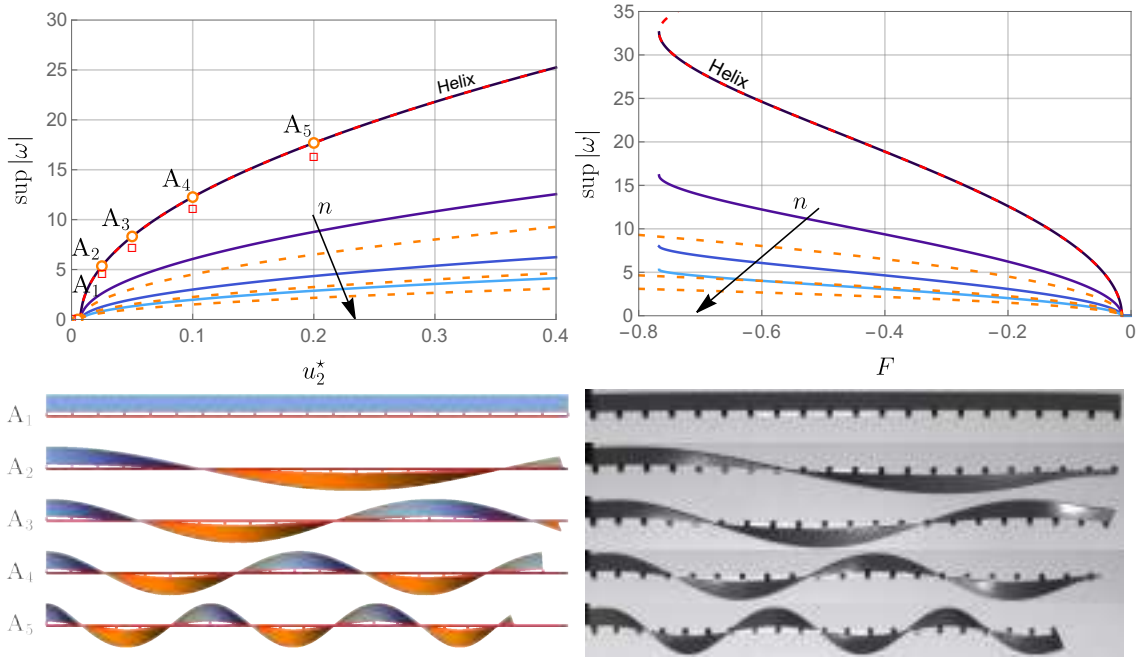 30
25
20
15
10
5
0
sup |ω|
Helix
A₅
A₄
A₃
A₂
A₁
n
0 0.1 0.2 0.3 0.4
u₂⋆
35
30
25
20
15
10
5
0
sup |ω|
Helix
n
−0.8 −0.6 −0.4 −0.2 0
F
A₁
A₂
A₃
A₄
A₅